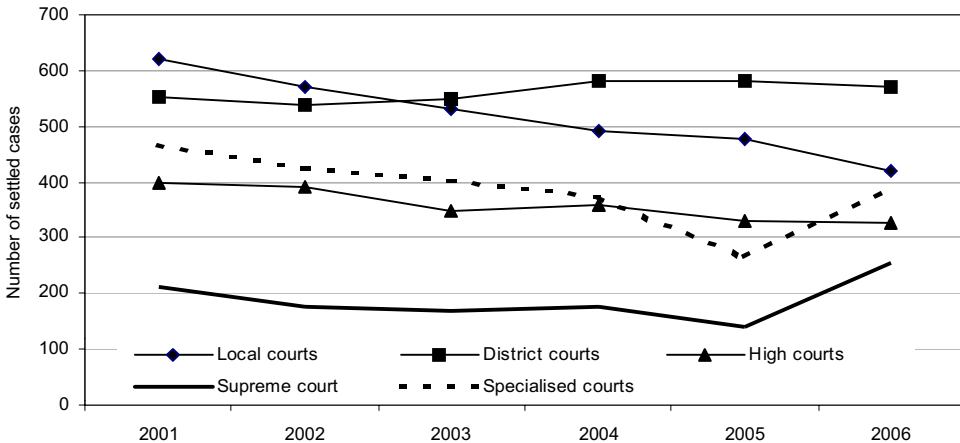 700
600
500
400
300
200
100
0
Number of settled cases
Local courts District courts High courts
Supreme court Specialised courts
2001 2002 2003 2004 2005 2006